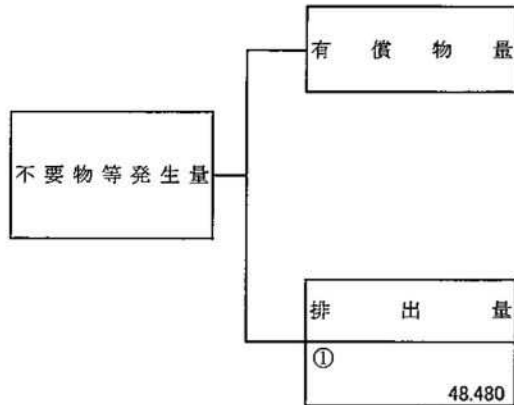 有償物量
不要物等発生量
排出量
①
48.480